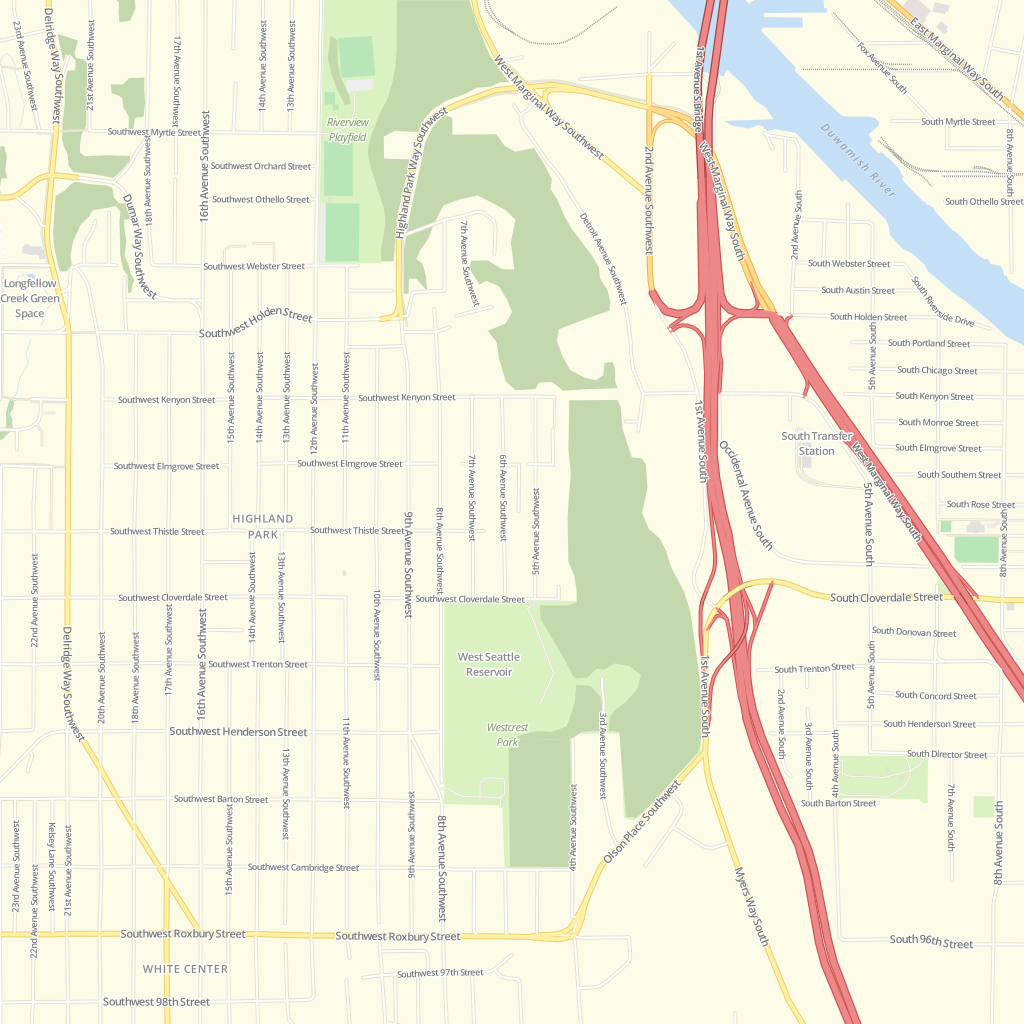 23rd Avenue Southwest
Delridge Way Southwest
21st Avenue Southwest
17th Avenue Southwest
14th Avenue Southwest
13th Avenue Southwest
West Marginal Way Southwest
1st Avenue S Bridge
Fox Avenue South
East Marginal Way South
Southwest Myrtle Street
16th Avenue Southwest
Riverview
Playfield
Highland Park Way Southwest
South Myrtle Street
8th Avenue South
Duwamish River
18th Avenue Southwest
Southwest Orchard Street
2nd Avenue Southwest
West Marginal Way South
Southwest Othello Street
South Othello Street
Dumar Way Southwest
7th Avenue Southwest
Detroit Avenue Southwest
2nd Avenue South
Southwest Webster Street
South Webster Street
Longfellow
Creek Green
Space
South Austin Street
South Riverside Drive
Southwest Holden Street
South Holden Street
5th Avenue South
South Portland Street
15th Avenue Southwest
14th Avenue Southwest
13th Avenue Southwest
12th Avenue Southwest
11th Avenue Southwest
South Chicago Street
Southwest Kenyon Street
Southwest Kenyon Street
South Kenyon Street
1st Avenue South
South Monroe Street
South Transfer
Station
South Elmgrove Street
West Marginal Way South
Occidental Avenue South
Southwest Elmgrove Street
Southwest Elmgrove Street
7th Avenue Southwest
6th Avenue Southwest
5th Avenue Southwest
South Southern Street
5th Avenue South
South Rose Street
8th Avenue South
HIGHLAND
PARK
Southwest Thistle Street
Southwest Thistle Street
9th Avenue Southwest
8th Avenue Southwest
22nd Avenue Southwest
14th Avenue Southwest
13th Avenue Southwest
Southwest Cloverdale Street
Southwest Cloverdale Street
South Cloverdale Street
10th Avenue Southwest
17th Avenue Southwest
16th Avenue Southwest
20th Avenue Southwest
18th Avenue Southwest
Delridge Way Southwest
South Donovan Street
5th Avenue South
West Seattle
Reservoir
Southwest Trenton Street
South Trenton Street
1st Avenue South
2nd Avenue South
3rd Avenue South
4th Avenue South
South Concord Street
South Henderson Street
Southwest Henderson Street
Westcrest
Park
3rd Avenue Southwest
11th Avenue Southwest
13th Avenue Southwest
South Director Street
7th Avenue South
Southwest Barton Street
South Barton Street
8th Avenue South
4th Avenue Southwest
Olson Place Southwest
9th Avenue Southwest
8th Avenue Southwest
15th Avenue Southwest
23rd Avenue Southwest
22nd Avenue Southwest
Kelsey Lane Southwest
21st Avenue Southwest
Southwest Cambridge Street
Myers Way South
Southwest Roxbury Street
Southwest Roxbury Street
South 96th Street
WHITE CENTER
Southwest 97th Street
Southwest 98th Street